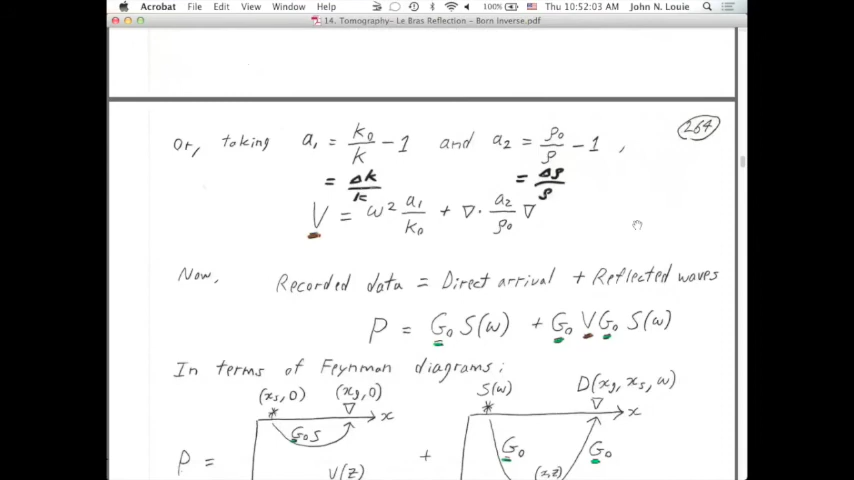 Acrobat File Edit View Window Help 100% Thu 10:52:03 AM John N. Louie
14. Tomography- Le Bras Reflection - Born Inverse.pdf
264
Or, taking a₁ = k₀/k - 1 and a₂ = ρ₀/ρ - 1,
= Δk/k = Δρ/ρ
V = ω² a₁/k₀ + ∇· a₂/ρ₀ ∇
Now, Recorded data = Direct arrival + Reflected waves
P = G₀ S(ω) + G₀ V G₀ S(ω)
In terms of Feynman diagrams:
(xₛ, 0) (x_g, 0) S(ω) D(x_g, xₛ, ω)
* ∇ x * ∇ x
G₀S G₀ G₀
P = V(z) + (x,z)